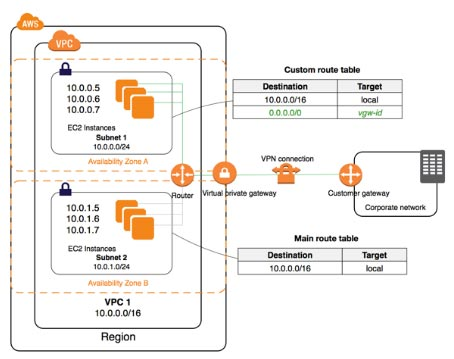 AWS
VPC
10.0.0.5
10.0.0.6
10.0.0.7
EC2 Instances
Subnet 1
10.0.0.0/24
Availability Zone A
Custom route table
Destination Target
10.0.0.0/16 local
0.0.0.0/0 vgw-id
Router
Virtual private gateway
VPN connection
Customer gateway
Corporate network
10.0.1.5
10.0.1.6
10.0.1.7
EC2 Instances
Subnet 2
10.0.1.0/24
Availability Zone B
Main route table
Destination Target
10.0.0.0/16 local
VPC 1
10.0.0.0/16
Region